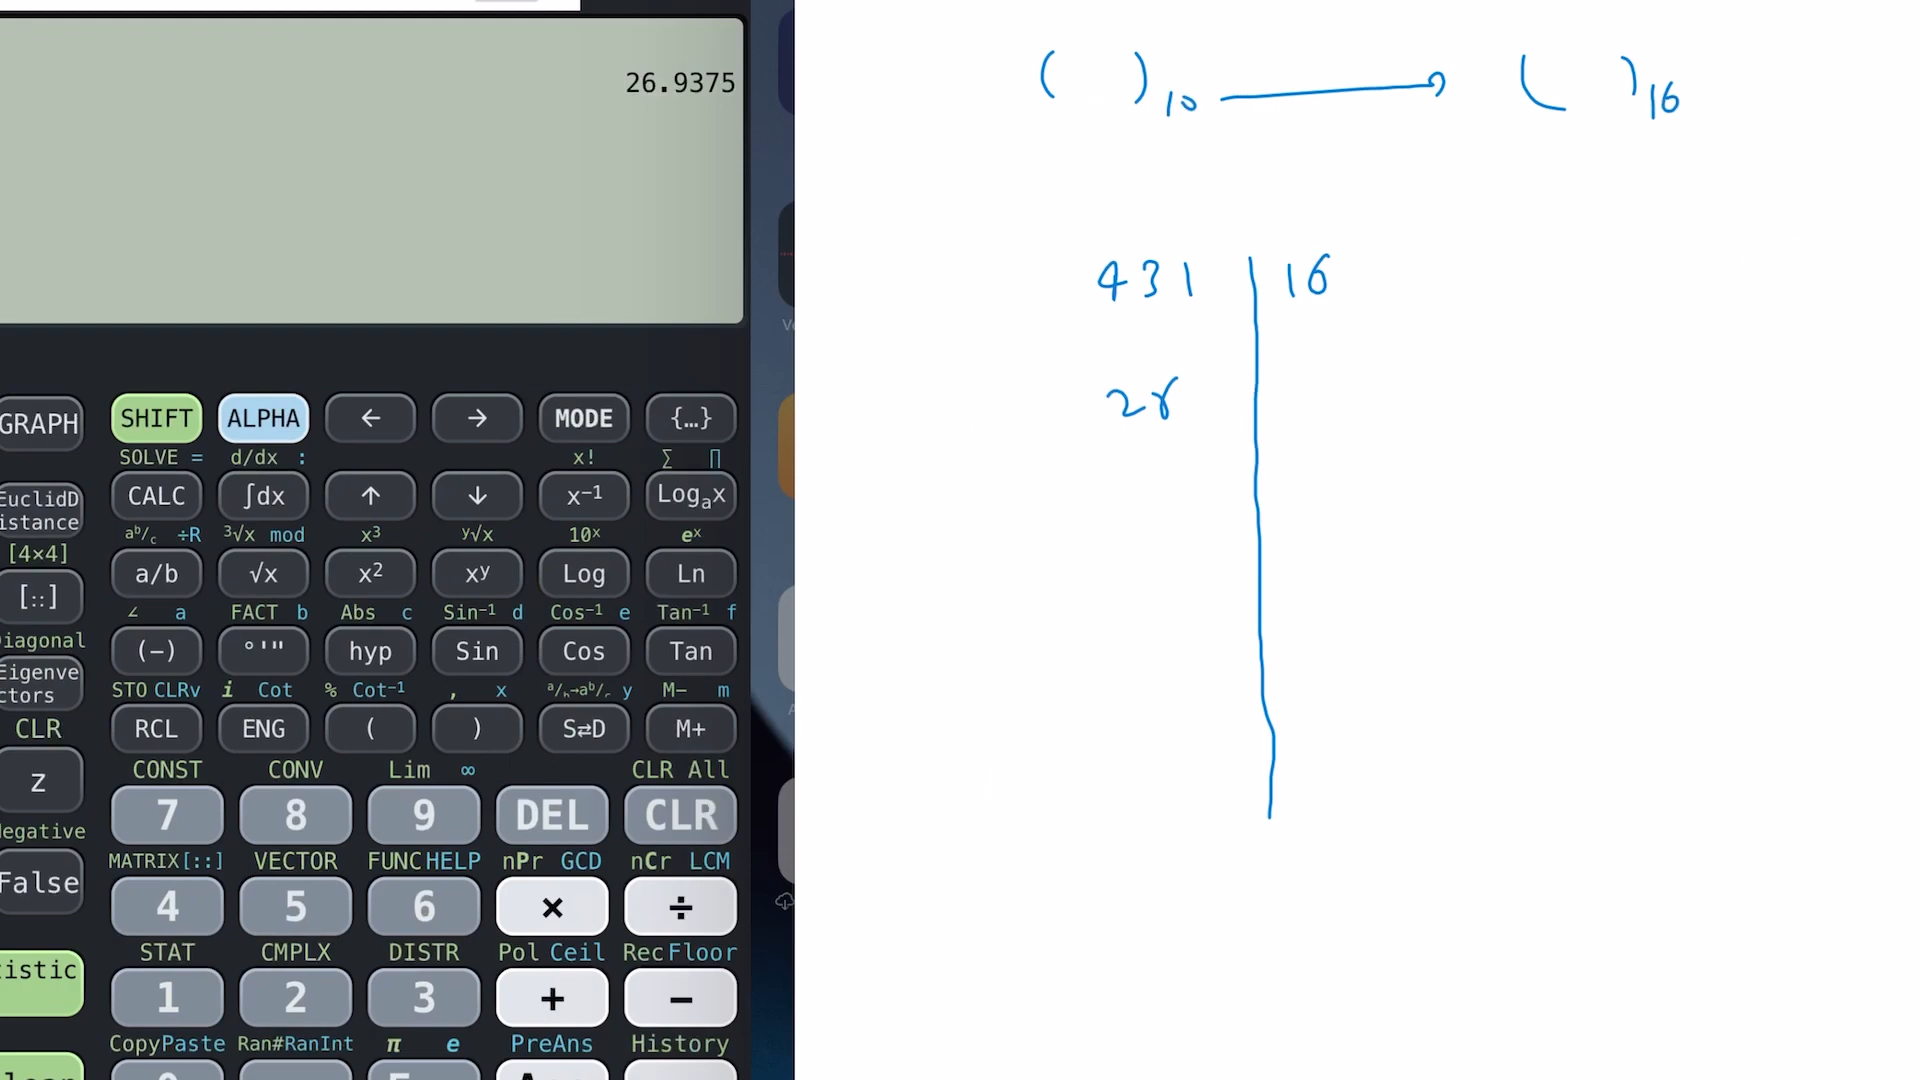 26.9375
( )10 → ( )16
431 | 16
2
GRAPH SHIFT ALPHA ← → MODE {…}
SOLVE = d/dx : x! ∑ ∏
EuclidD
istance
CALC ∫dx ↑ ↓ x⁻¹ Logₐx
aᵇ/c ÷R ³√x mod x³ ʸ√x 10ˣ eˣ
[4×4]
[::] a/b √x x² xʸ Log Ln
∠ a FACT b Abs c Sin⁻¹ d Cos⁻¹ e Tan⁻¹ f
iagonal
Eigenve
ctors
(−) °'" hyp Sin Cos Tan
STO CLRv i Cot % Cot⁻¹ , x y M− m
CLR RCL ENG ( ) S⇄D M+
CONST CONV Lim ∞ CLR All
z 7 8 9 DEL CLR
egative
MATRIX[::] VECTOR FUNC HELP nPr GCD nCr LCM
False 4 5 6 × ÷
STAT CMPLX DISTR Pol Ceil Rec Floor
istic 1 2 3 + −
Copy Paste Ran# RanInt π e PreAns History